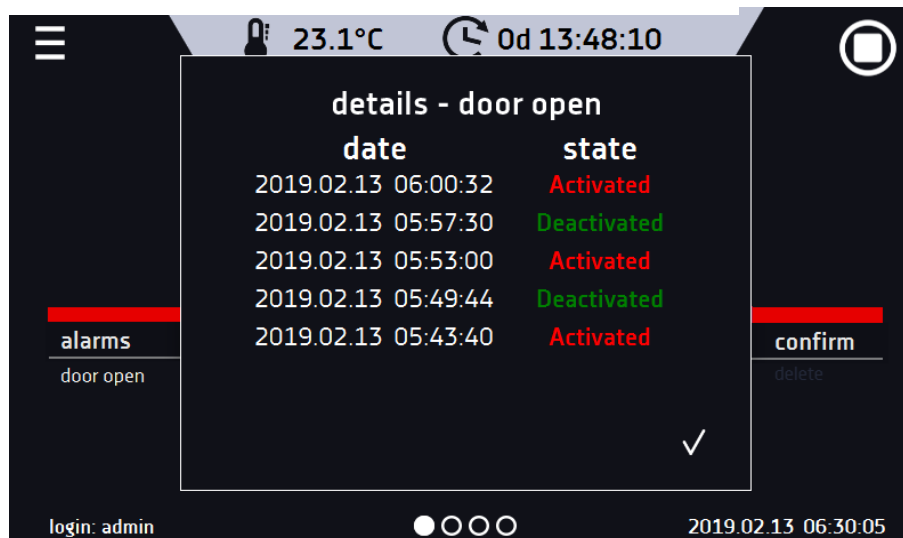 23.1°C 0d 13:48:10
details - door open
date state
2019.02.13 06:00:32 Activated
2019.02.13 05:57:30 Deactivated
2019.02.13 05:53:00 Activated
2019.02.13 05:49:44 Deactivated
2019.02.13 05:43:40 Activated
alarms confirm
door open delete
login: admin 2019.02.13 06:30:05